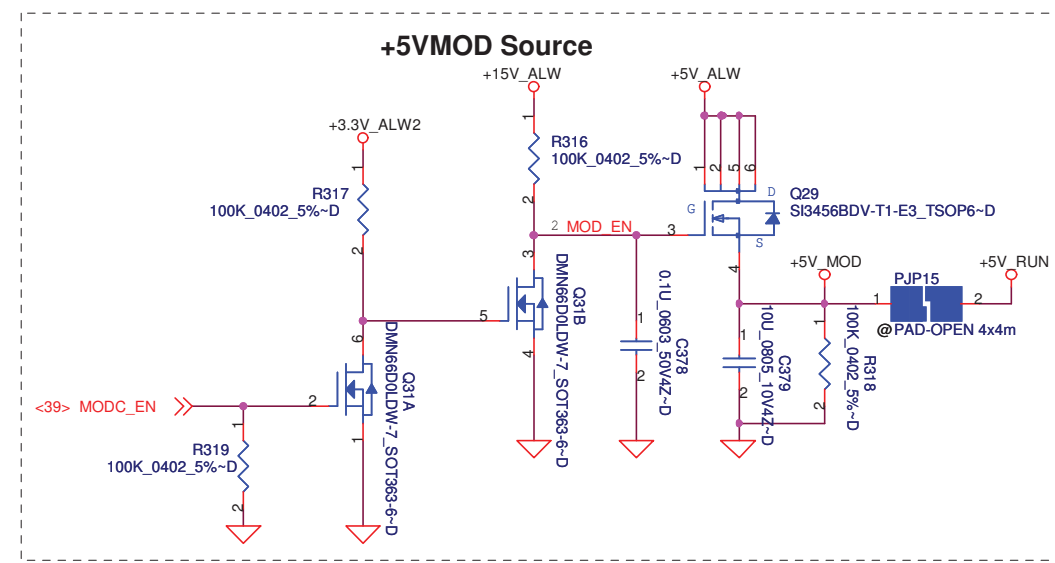 +5VMOD Source
+15V_ALW
+5V_ALW
+3.3V_ALW2
1
R316
100K_0402_5%~D
2
1
R317
100K_0402_5%~D
2
1
2
5
6
D
Q29
SI3456BDV-T1-E3_TSOP6~D
G
S
2 MOD_EN
3
4
3
5
Q31B
DMN66D0LDW-7_SOT363-6~D
4
1
C378
0.1U_0603_50V4Z~D
2
+5V_MOD
+5V_RUN
PJP15
1
2
@PAD-OPEN 4x4m
1
C379
10U_0805_10V4Z~D
2
1
R318
100K_0402_5%~D
2
6
Q31A
DMN66D0LDW-7_SOT363-6~D
<39> MODC_EN
2
1
1
R319
100K_0402_5%~D
2